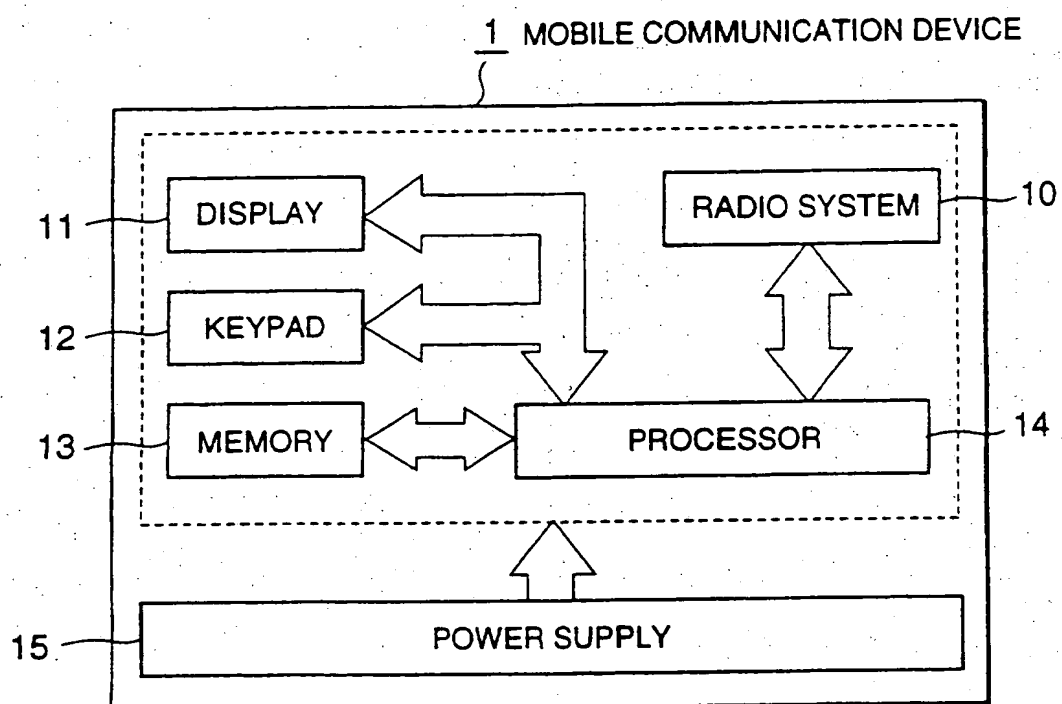 1 MOBILE COMMUNICATION DEVICE
11 DISPLAY
RADIO SYSTEM 10
12 KEYPAD
13 MEMORY
PROCESSOR 14
15 POWER SUPPLY